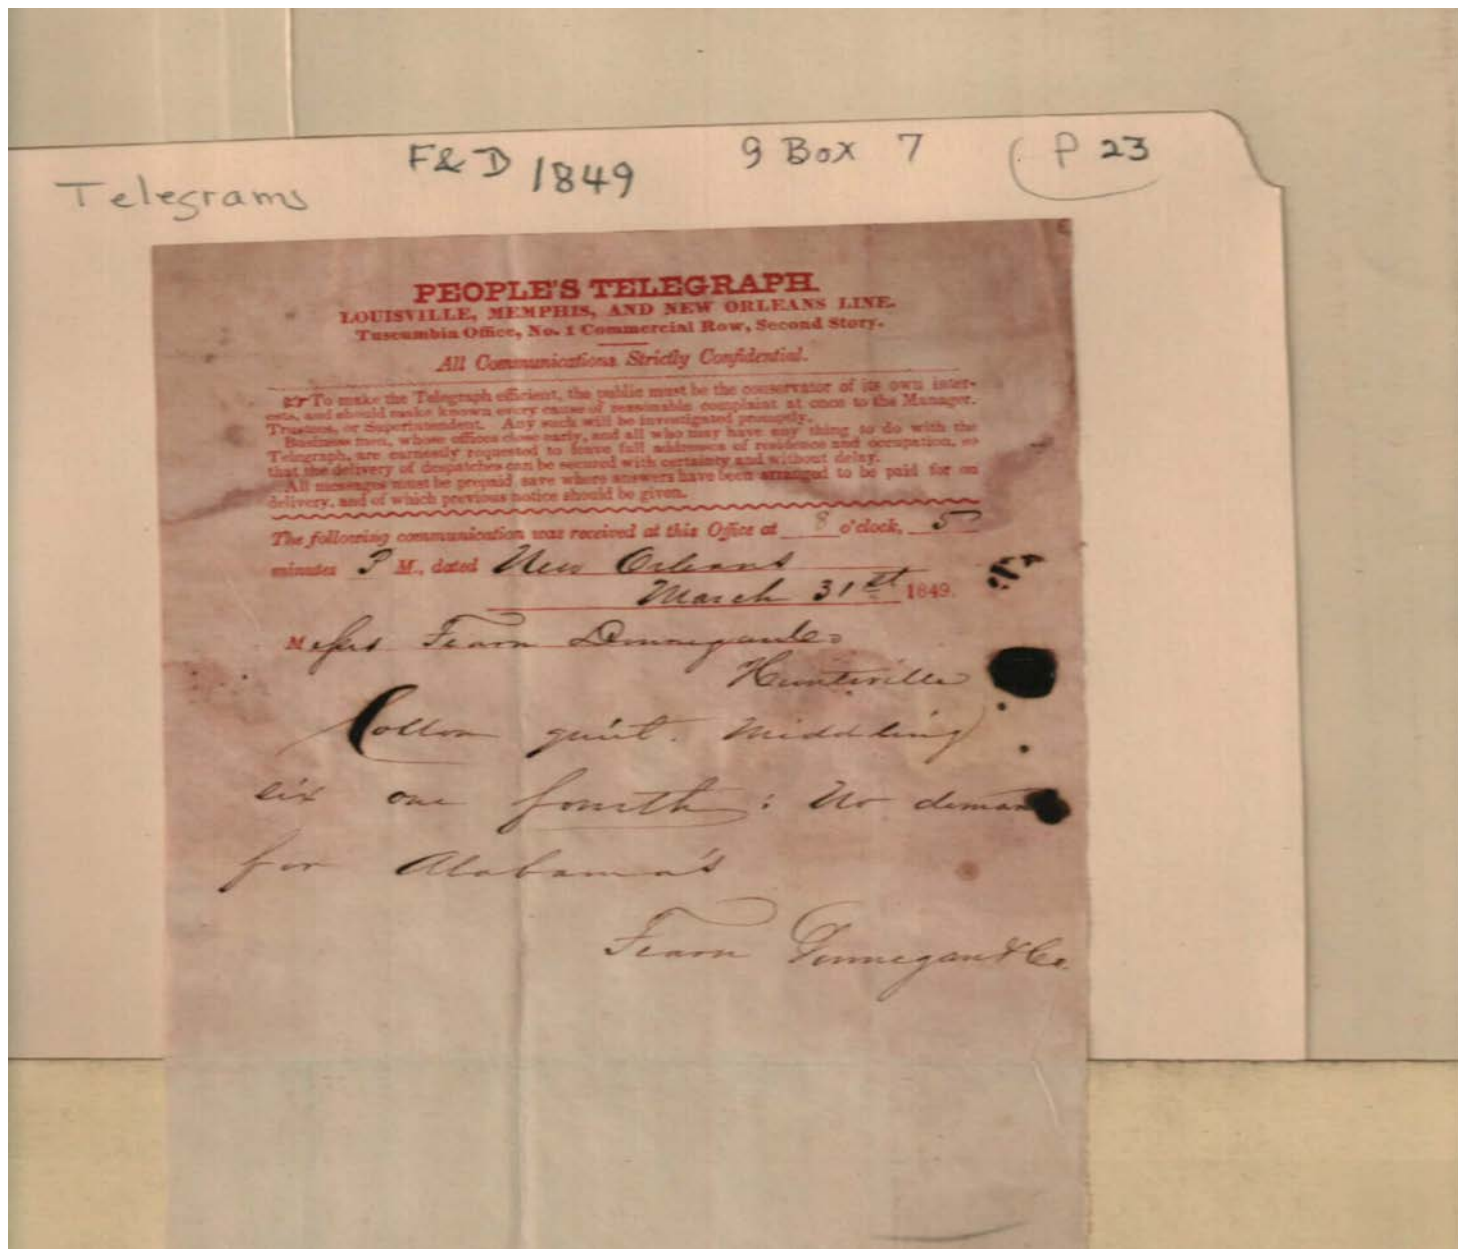 F & D 1849 9 Box 7 P 23
Telegrams
PEOPLE'S TELEGRAPH.
LOUISVILLE, MEMPHIS, AND NEW ORLEANS LINE.
Tuscumbia Office, No. 1 Commercial Row, Second Story.
All Communications Strictly Confidential.
☞ To make the Telegraph efficient, the public must be the conservator of its own inter-
ests, and should make known every cause of reasonable complaint at once to the Manager,
Trustees, or Superintendent. Any such will be investigated promptly.
Business men, whose offices close early, and all who may have any thing to do with the
Telegraph, are earnestly requested to leave full addresses of residence and occupation, so
that the delivery of despatches can be secured with certainty and without delay.
All messages must be prepaid, save where answers have been arranged to be paid for on
delivery, and of which previous notice should be given.
The following communication was received at this Office at 8 o'clock, 5
minutes P M., dated New Orleans
March 31st 1849.
Messrs Fearn Donnegan & Co
Huntsville
Cotton quiet. Middling
six one fourth: No deman
for Alabama's
Fearn Donnegan & Co.